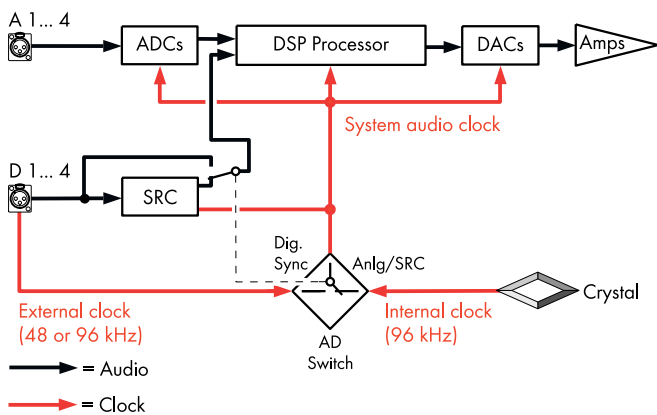 A 1... 4
ADCs
DSP Processor
DACs
Amps
System audio clock
D 1... 4
SRC
Dig.
Sync
Anlg/SRC
Crystal
External clock
(48 or 96 kHz)
Internal clock
(96 kHz)
AD
Switch
= Audio
= Clock